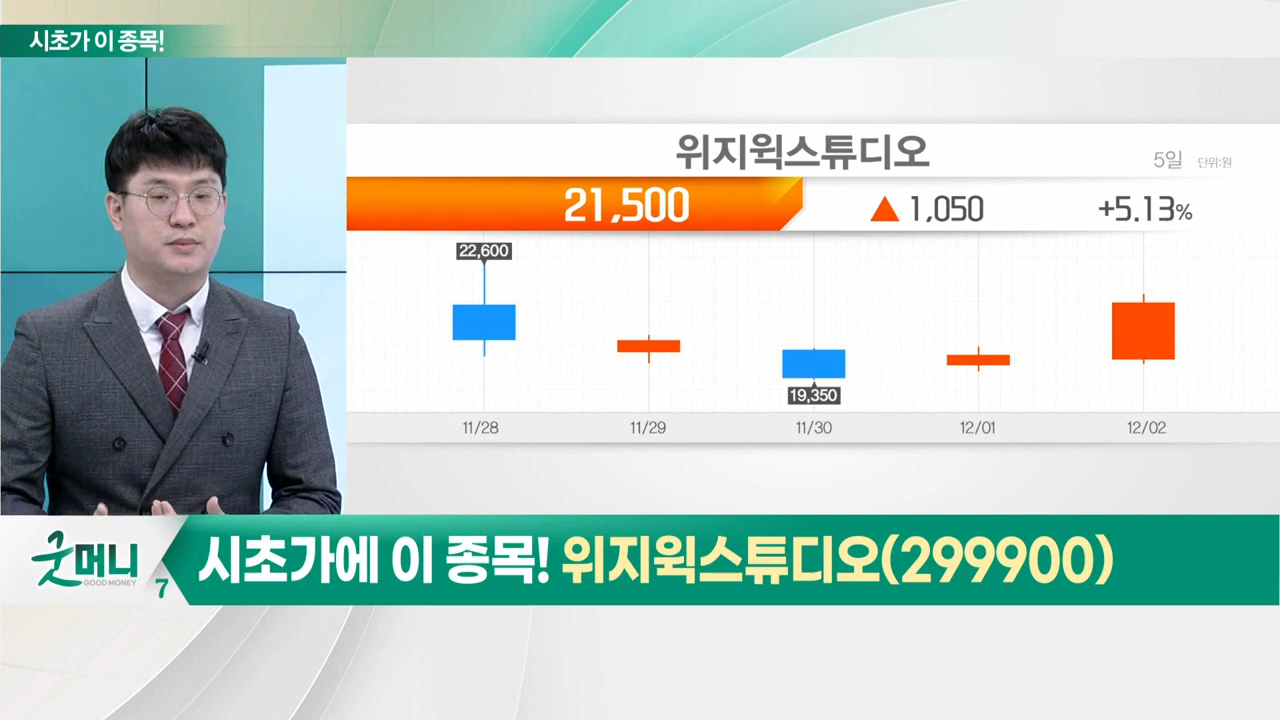 시초가 이 종목!
위지윅스튜디오
5일 단위:원
21,500 ▲ 1,050 +5.13%
22,600
19,350
11/28 11/29 11/30 12/01 12/02
굿머니
GOOD MONEY
7
시초가에 이 종목! 위지윅스튜디오(299900)